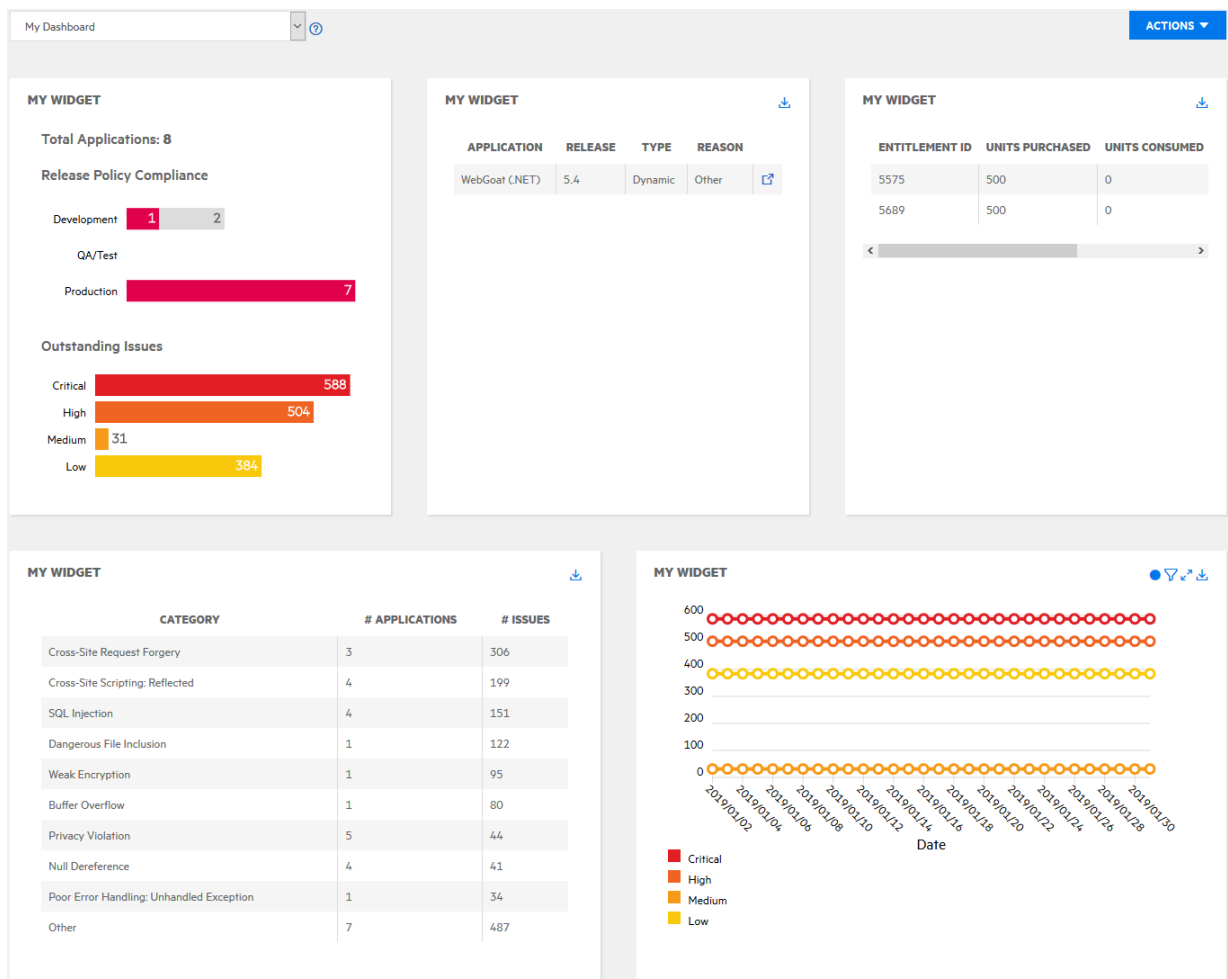 My Dashboard
ACTIONS
MY WIDGET
Total Applications: 8
Release Policy Compliance
Development 1 2
QA/Test
Production 7
Outstanding Issues
Critical 588
High 504
Medium 31
Low 384
MY WIDGET
APPLICATION RELEASE TYPE REASON
WebGoat (.NET) 5.4 Dynamic Other
MY WIDGET
ENTITLEMENT ID UNITS PURCHASED UNITS CONSUMED
5575 500 0
5689 500 0
MY WIDGET
CATEGORY # APPLICATIONS # ISSUES
Cross-Site Request Forgery 3 306
Cross-Site Scripting: Reflected 4 199
SQL Injection 4 151
Dangerous File Inclusion 1 122
Weak Encryption 1 95
Buffer Overflow 1 80
Privacy Violation 5 44
Null Dereference 4 41
Poor Error Handling: Unhandled Exception 1 34
Other 7 487
MY WIDGET
600
500
400
300
200
100
0
2019/01/02 2019/01/04 2019/01/06 2019/01/08 2019/01/10 2019/01/12 2019/01/14 2019/01/16 2019/01/18 2019/01/20 2019/01/22 2019/01/24 2019/01/26 2019/01/28 2019/01/30
Date
Critical
High
Medium
Low